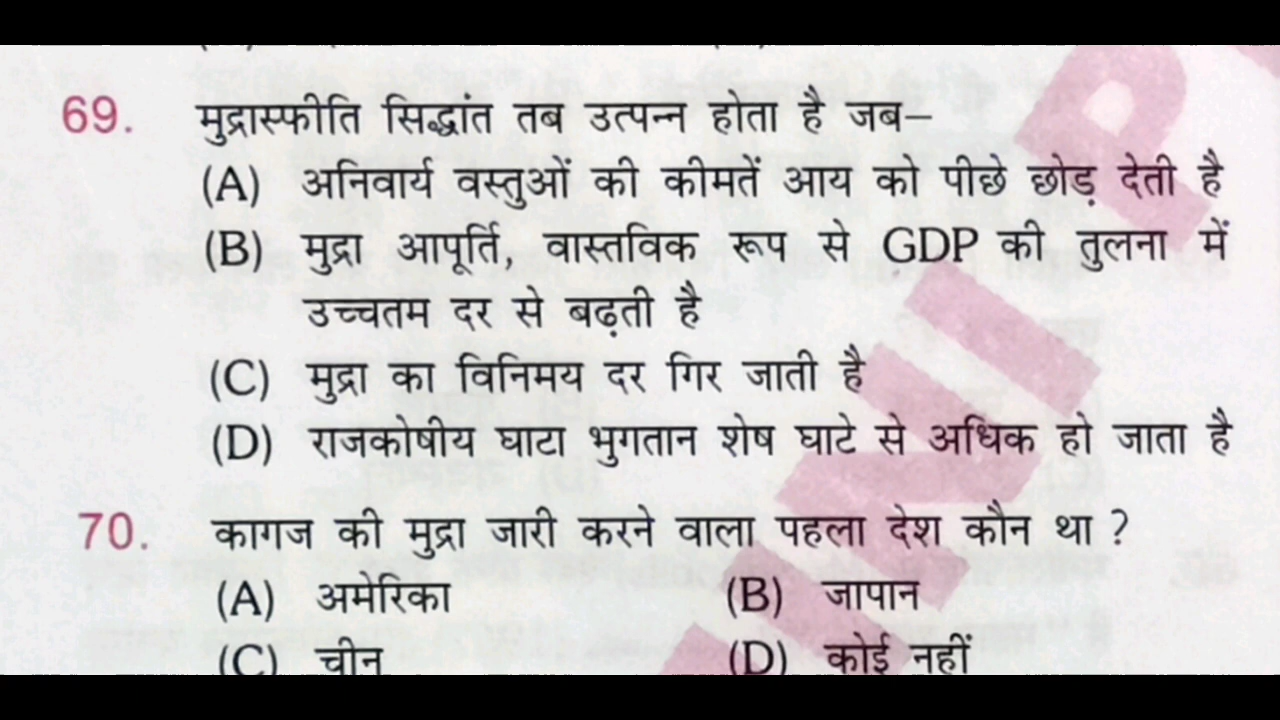 69. मुद्रास्फीति सिद्धांत तब उत्पन्न होता है जब–
(A) अनिवार्य वस्तुओं की कीमतें आय को पीछे छोड़ देती है
(B) मुद्रा आपूर्ति, वास्तविक रूप से GDP की तुलना में
उच्चतम दर से बढ़ती है
(C) मुद्रा का विनिमय दर गिर जाती है
(D) राजकोषीय घाटा भुगतान शेष घाटे से अधिक हो जाता है
70. कागज की मुद्रा जारी करने वाला पहला देश कौन था ?
(A) अमेरिका (B) जापान
(C) चीन (D) कोई नहीं